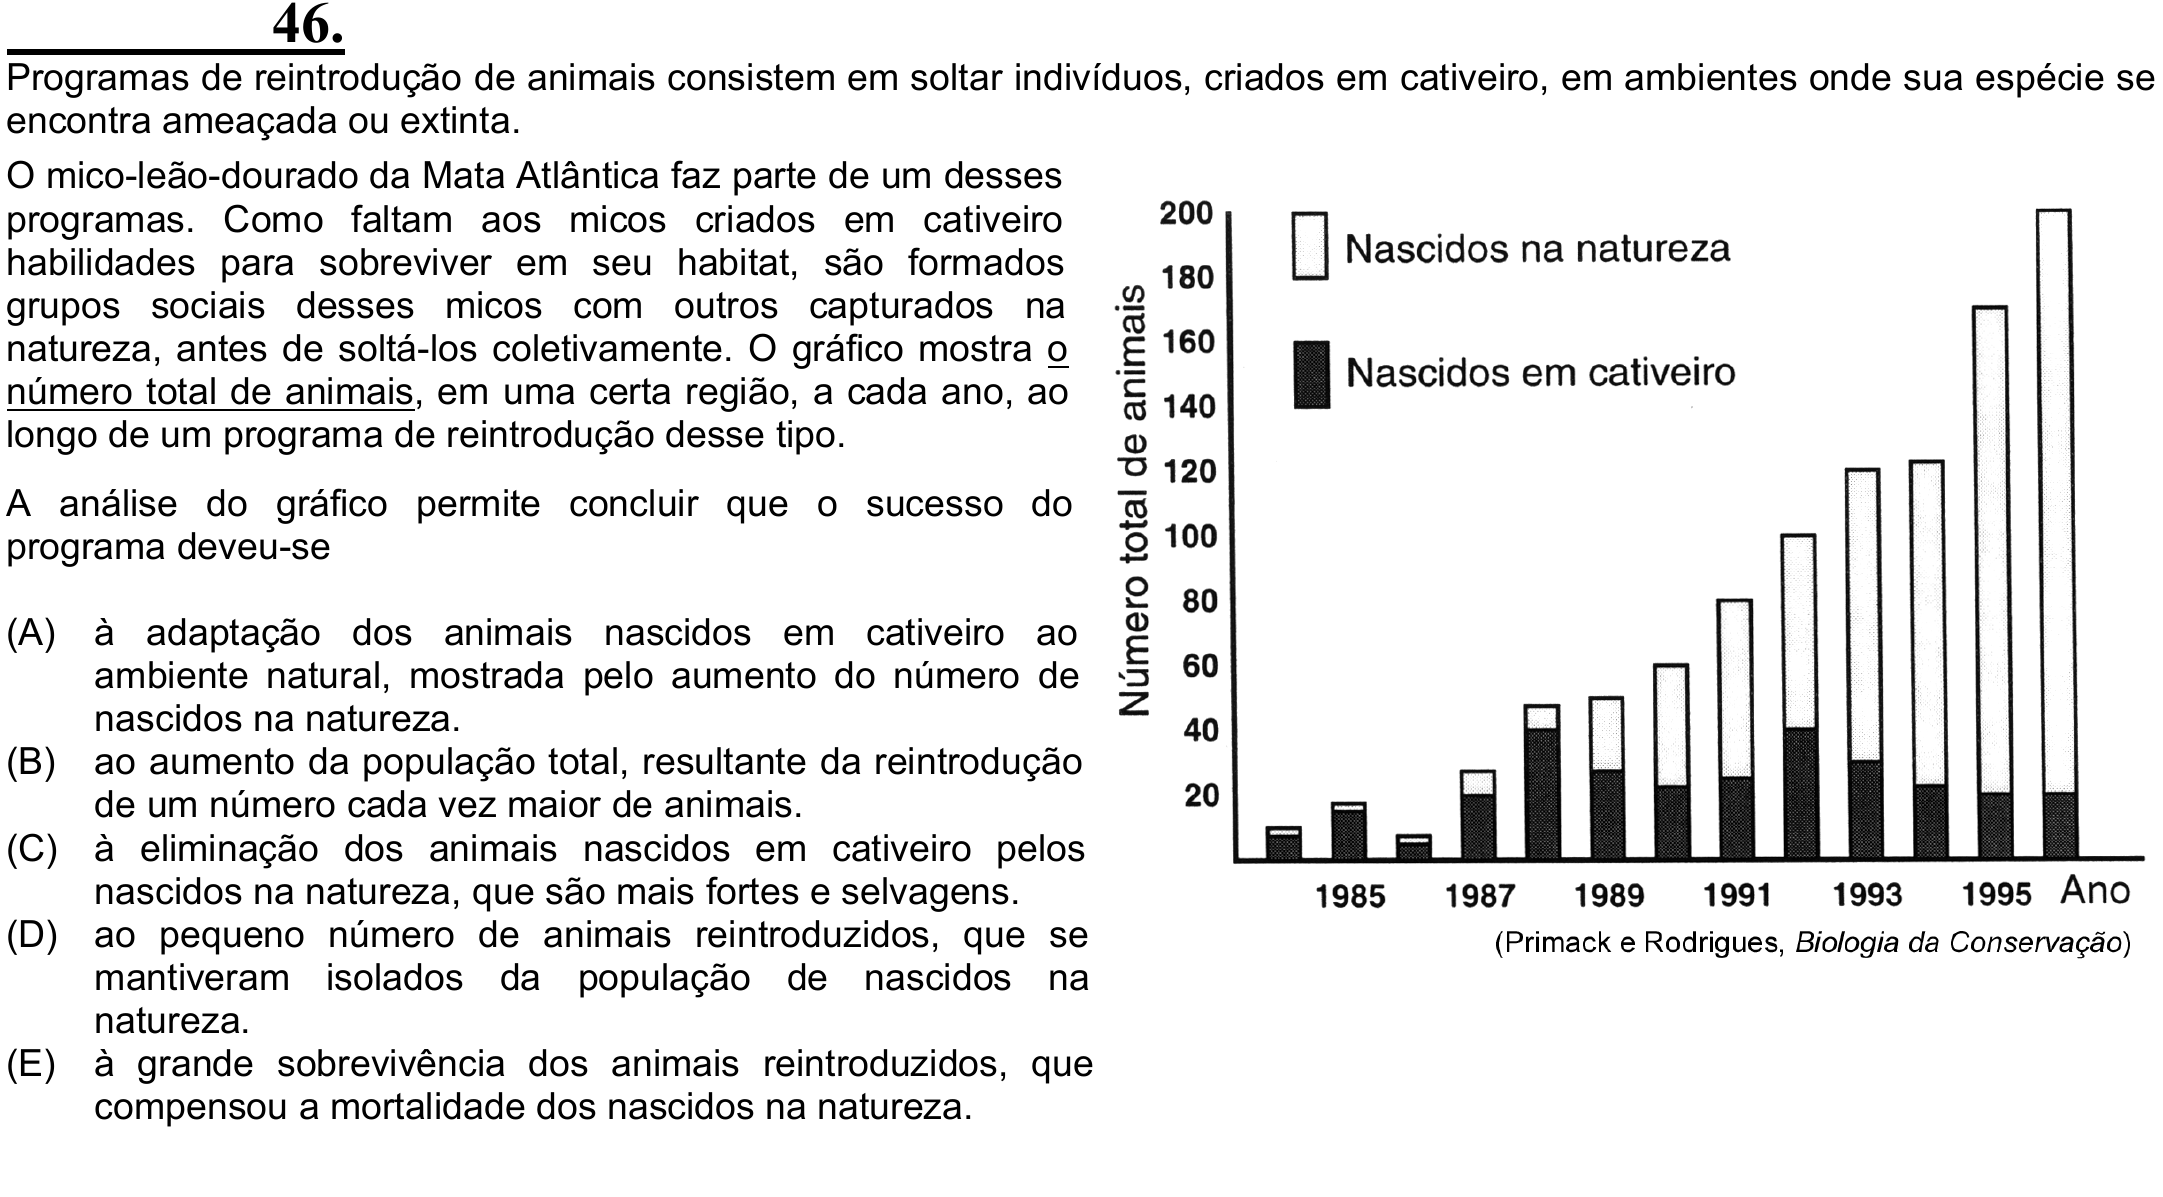 46.
Programas de reintrodução de animais consistem em soltar indivíduos, criados em cativeiro, em ambientes onde sua espécie se
encontra ameaçada ou extinta.
O mico-leão-dourado da Mata Atlântica faz parte de um desses
programas. Como faltam aos micos criados em cativeiro
habilidades para sobreviver em seu habitat, são formados
grupos sociais desses micos com outros capturados na
natureza, antes de soltá-los coletivamente. O gráfico mostra o
número total de animais, em uma certa região, a cada ano, ao
longo de um programa de reintrodução desse tipo.
A análise do gráfico permite concluir que o sucesso do
programa deveu-se
(A) à adaptação dos animais nascidos em cativeiro ao
ambiente natural, mostrada pelo aumento do número de
nascidos na natureza.
(B) ao aumento da população total, resultante da reintrodução
de um número cada vez maior de animais.
(C) à eliminação dos animais nascidos em cativeiro pelos
nascidos na natureza, que são mais fortes e selvagens.
(D) ao pequeno número de animais reintroduzidos, que se
mantiveram isolados da população de nascidos na
natureza.
(E) à grande sobrevivência dos animais reintroduzidos, que
compensou a mortalidade dos nascidos na natureza.
Número total de animais
200
180
160
140
120
100
80
60
40
20
Nascidos na natureza
Nascidos em cativeiro
1985 1987 1989 1991 1993 1995 Ano
(Primack e Rodrigues, Biologia da Conservação)